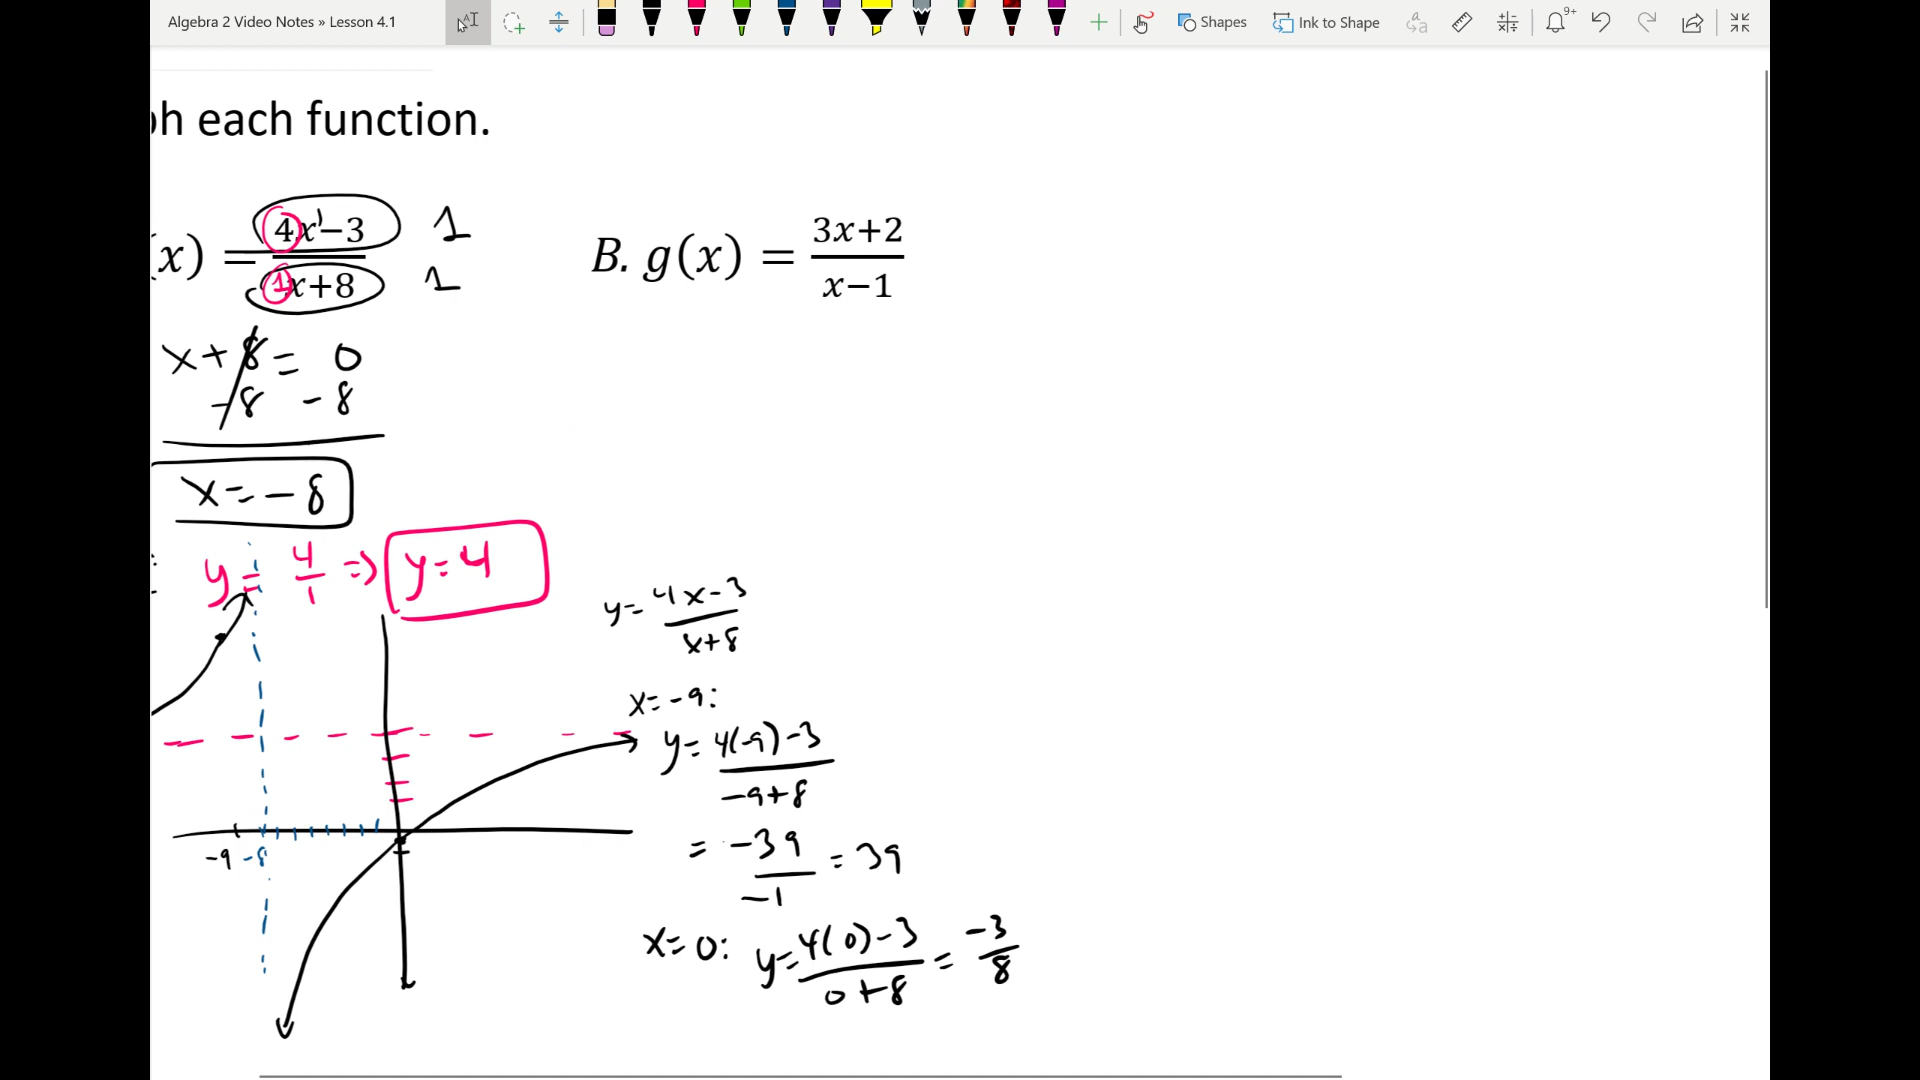 Algebra 2 Video Notes » Lesson 4.1
Shapes
Ink to Shape
9+
ph each function.
(x) = 4x¹−3 / 1x+8
1
1
B. g(x) = 3x+2 / x−1
x+8 = 0
-8 -8
x = -8
y = 4/1 => y = 4
y = 4x-3 / x+8
x = -9:
y = 4(-9)-3 / -9+8
= -39 / -1 = 39
-9 -8
x = 0: y = 4(0)-3 / 0+8 = -3/8